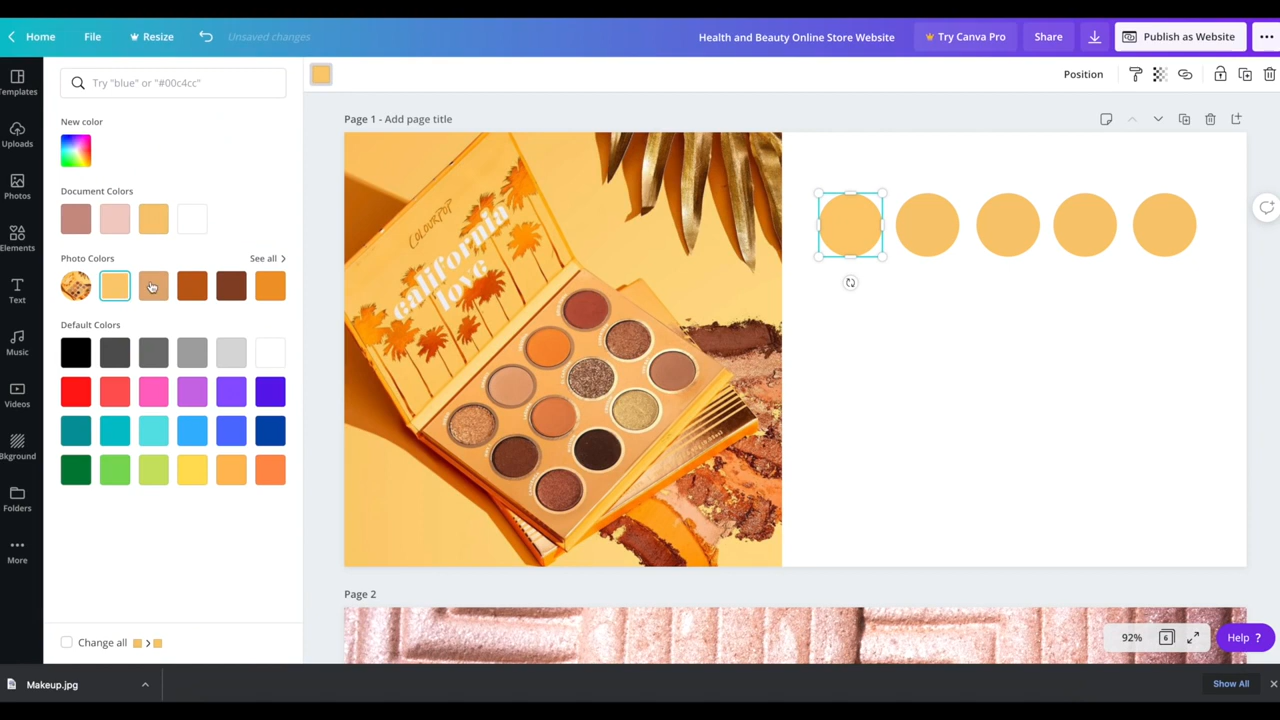 Home
File
Resize
Unsaved changes
Health and Beauty Online Store Website
Try Canva Pro
Share
Publish as Website
Templates
Uploads
Photos
Elements
Text
Music
Videos
Bkground
Folders
More
Try "blue" or "#00c4cc"
New color
Document Colors
Photo Colors
See all
Default Colors
Change all
Position
Page 1 - Add page title
COLOURPOP
california
love
Page 2
92%
6
Help ?
Makeup.jpg
Show All